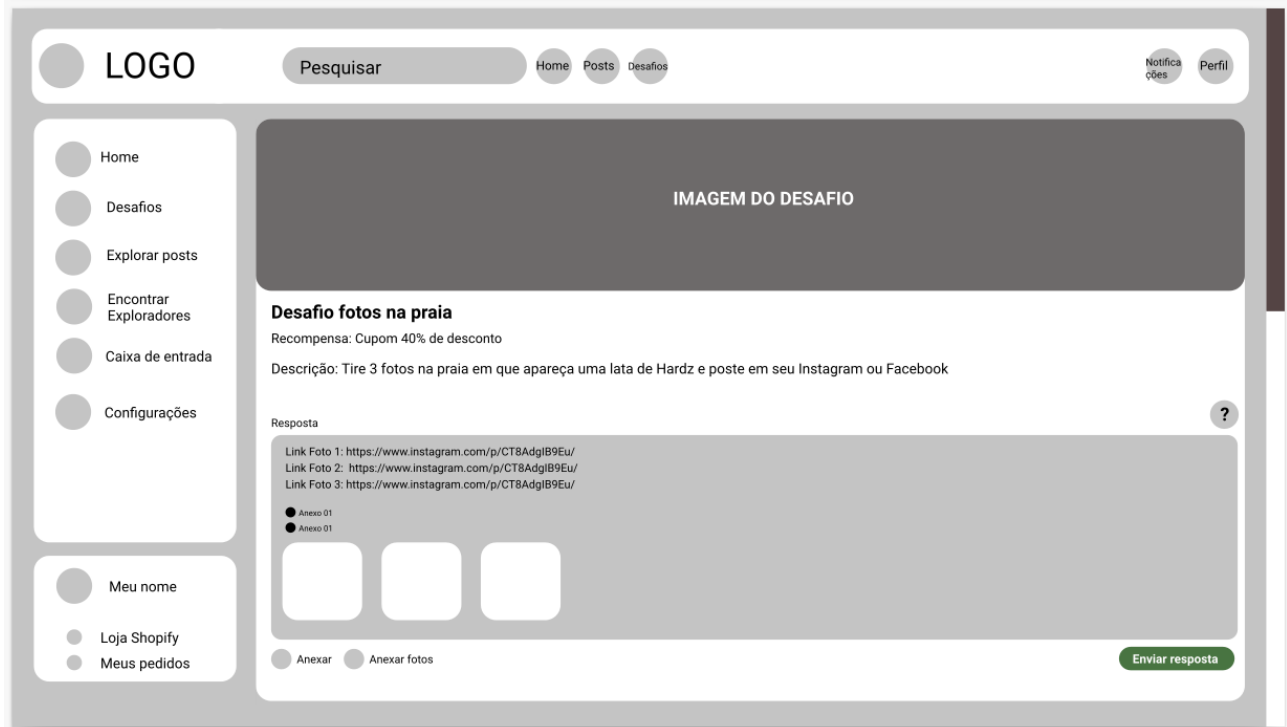 LOGO
Pesquisar
Home
Posts
Desafios
Notifica
ções
Perfil
Home
Desafios
Explorar posts
Encontrar
Exploradores
Caixa de entrada
Configurações
Meu nome
Loja Shopify
Meus pedidos
IMAGEM DO DESAFIO
Desafio fotos na praia
Recompensa: Cupom 40% de desconto
Descrição: Tire 3 fotos na praia em que apareça uma lata de Hardz e poste em seu Instagram ou Facebook
?
Resposta
Link Foto 1: https://www.instagram.com/p/CT8AdgIB9Eu/
Link Foto 2: https://www.instagram.com/p/CT8AdgIB9Eu/
Link Foto 3: https://www.instagram.com/p/CT8AdgIB9Eu/
Anexo 01
Anexo 01
Anexar
Anexar fotos
Enviar resposta